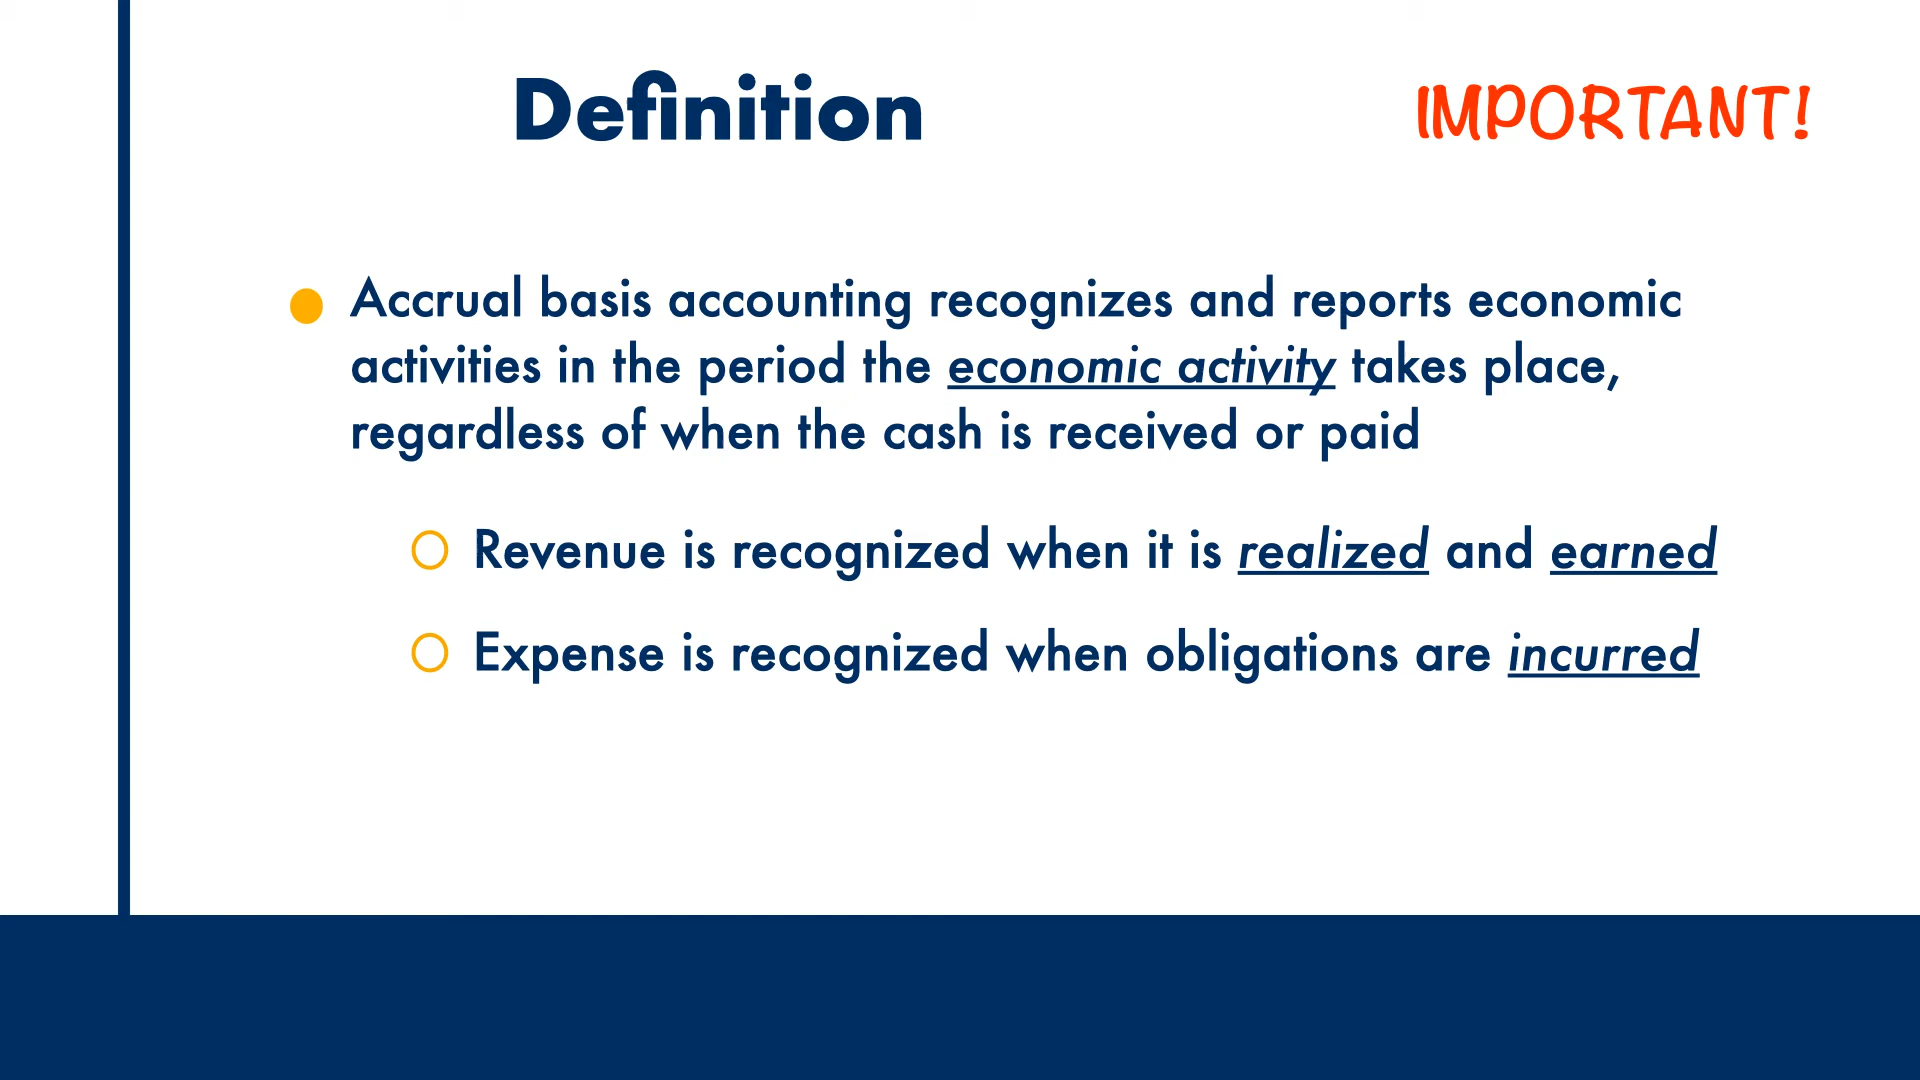 Definition
IMPORTANT!
Accrual basis accounting recognizes and reports economic
activities in the period the economic activity takes place,
regardless of when the cash is received or paid
Revenue is recognized when it is realized and earned
Expense is recognized when obligations are incurred